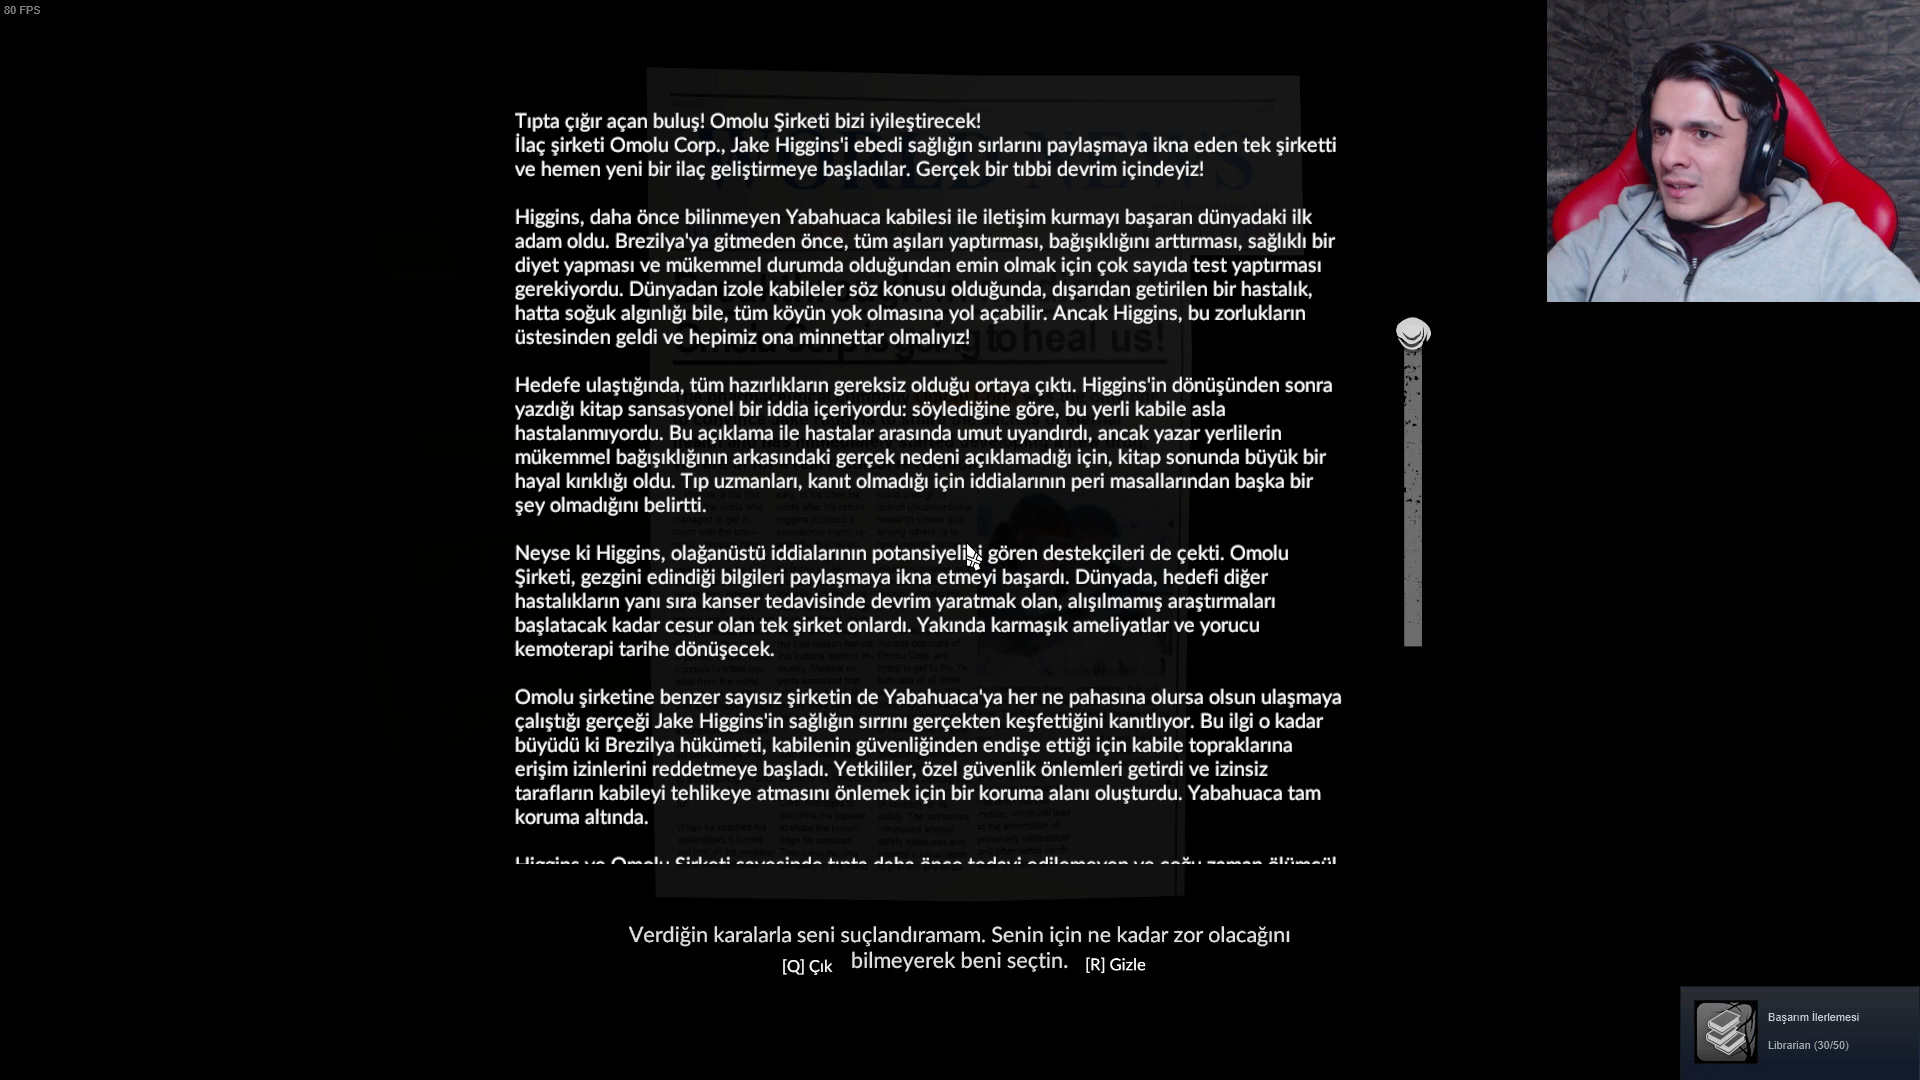 80 FPS
Tıpta çığır açan buluş! Omolu Şirketi bizi iyileştirecek!
İlaç şirketi Omolu Corp., Jake Higgins'i ebedi sağlığın sırlarını paylaşmaya ikna eden tek şirketti
ve hemen yeni bir ilaç geliştirmeye başladılar. Gerçek bir tıbbi devrim içindeyiz!
Higgins, daha önce bilinmeyen Yabahuaca kabilesi ile iletişim kurmayı başaran dünyadaki ilk
adam oldu. Brezilya'ya gitmeden önce, tüm aşıları yaptırması, bağışıklığını arttırması, sağlıklı bir
diyet yapması ve mükemmel durumda olduğundan emin olmak için çok sayıda test yaptırması
gerekiyordu. Dünyadan izole kabileler söz konusu olduğunda, dışarıdan getirilen bir hastalık,
hatta soğuk algınlığı bile, tüm köyün yok olmasına yol açabilir. Ancak Higgins, bu zorlukların
üstesinden geldi ve hepimiz ona minnettar olmalıyız!
Hedefe ulaştığında, tüm hazırlıkların gereksiz olduğu ortaya çıktı. Higgins'in dönüşünden sonra
yazdığı kitap sansasyonel bir iddia içeriyordu: söylediğine göre, bu yerli kabile asla
hastalanmıyordu. Bu açıklama ile hastalar arasında umut uyandırdı, ancak yazar yerlilerin
mükemmel bağışıklığının arkasındaki gerçek nedeni açıklamadığı için, kitap sonunda büyük bir
hayal kırıklığı oldu. Tıp uzmanları, kanıt olmadığı için iddialarının peri masallarından başka bir
şey olmadığını belirtti.
Neyse ki Higgins, olağanüstü iddialarının potansiyelini gören destekçileri de çekti. Omolu
Şirketi, gezgini edindiği bilgileri paylaşmaya ikna etmeyi başardı. Dünyada, hedefi diğer
hastalıkların yanı sıra kanser tedavisinde devrim yaratmak olan, alışılmamış araştırmaları
başlatacak kadar cesur olan tek şirket onlardı. Yakında karmaşık ameliyatlar ve yorucu
kemoterapi tarihe dönüşecek.
Omolu şirketine benzer sayısız şirketin de Yabahuaca'ya her ne pahasına olursa olsun ulaşmaya
çalıştığı gerçeği Jake Higgins'in sağlığın sırrını gerçekten keşfettiğini kanıtlıyor. Bu ilgi o kadar
büyüdü ki Brezilya hükümeti, kabilenin güvenliğinden endişe ettiği için kabile topraklarına
erişim izinlerini reddetmeye başladı. Yetkililer, özel güvenlik önlemleri getirdi ve izinsiz
tarafların kabileyi tehlikeye atmasını önlemek için bir koruma alanı oluşturdu. Yabahuaca tam
koruma altında.
Higgins ve Omolu Şirketi sayesinde tıpta daha önce tedavi edilemeyen ve çoğu zaman ölümcül
Verdiğin karalarla seni suçlandıramam. Senin için ne kadar zor olacağını
bilmeyerek beni seçtin.
[Q] Çık
[R] Gizle
Başarım İlerlemesi
Librarian (30/50)